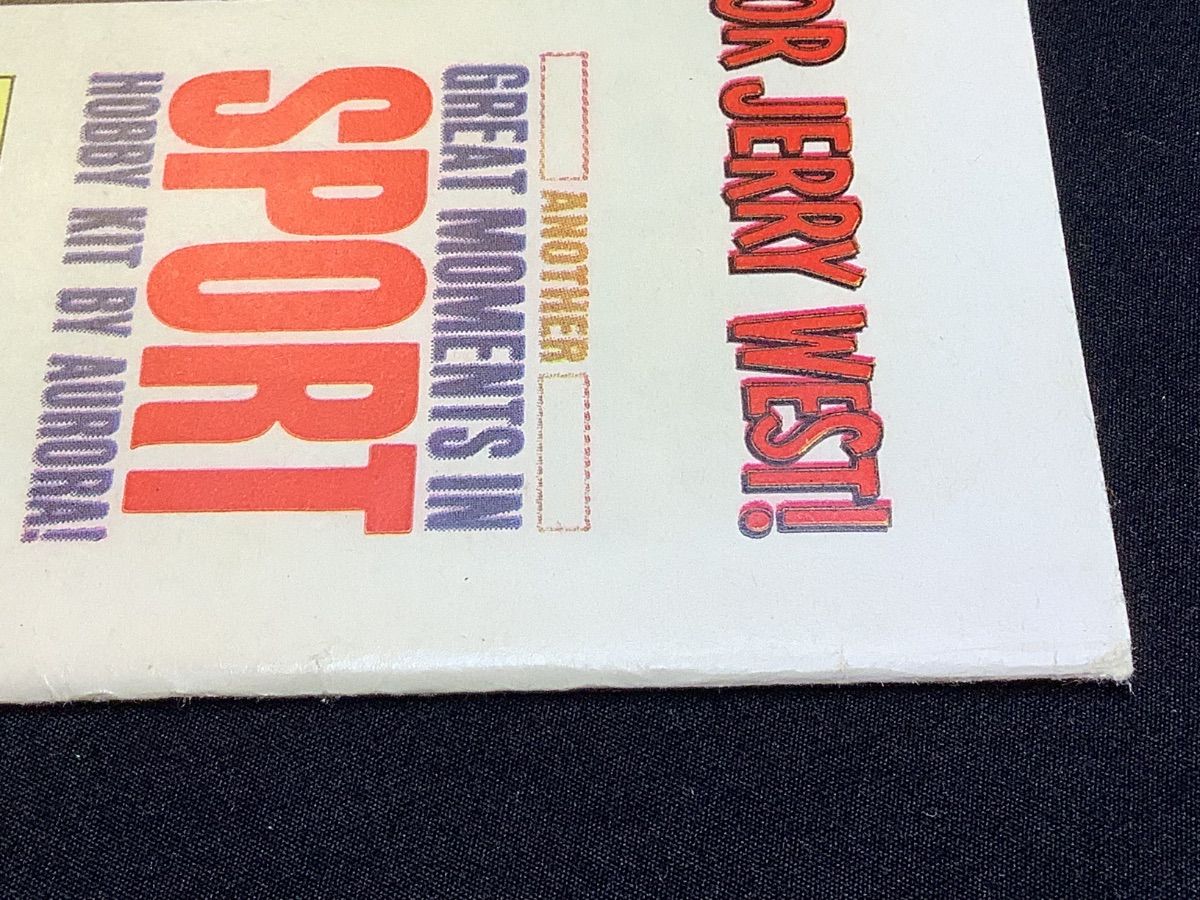 OR JERRY WEST!
ANOTHER
GREAT MOMENTS IN
SPORT
HOBBY KIT BY AURORA!